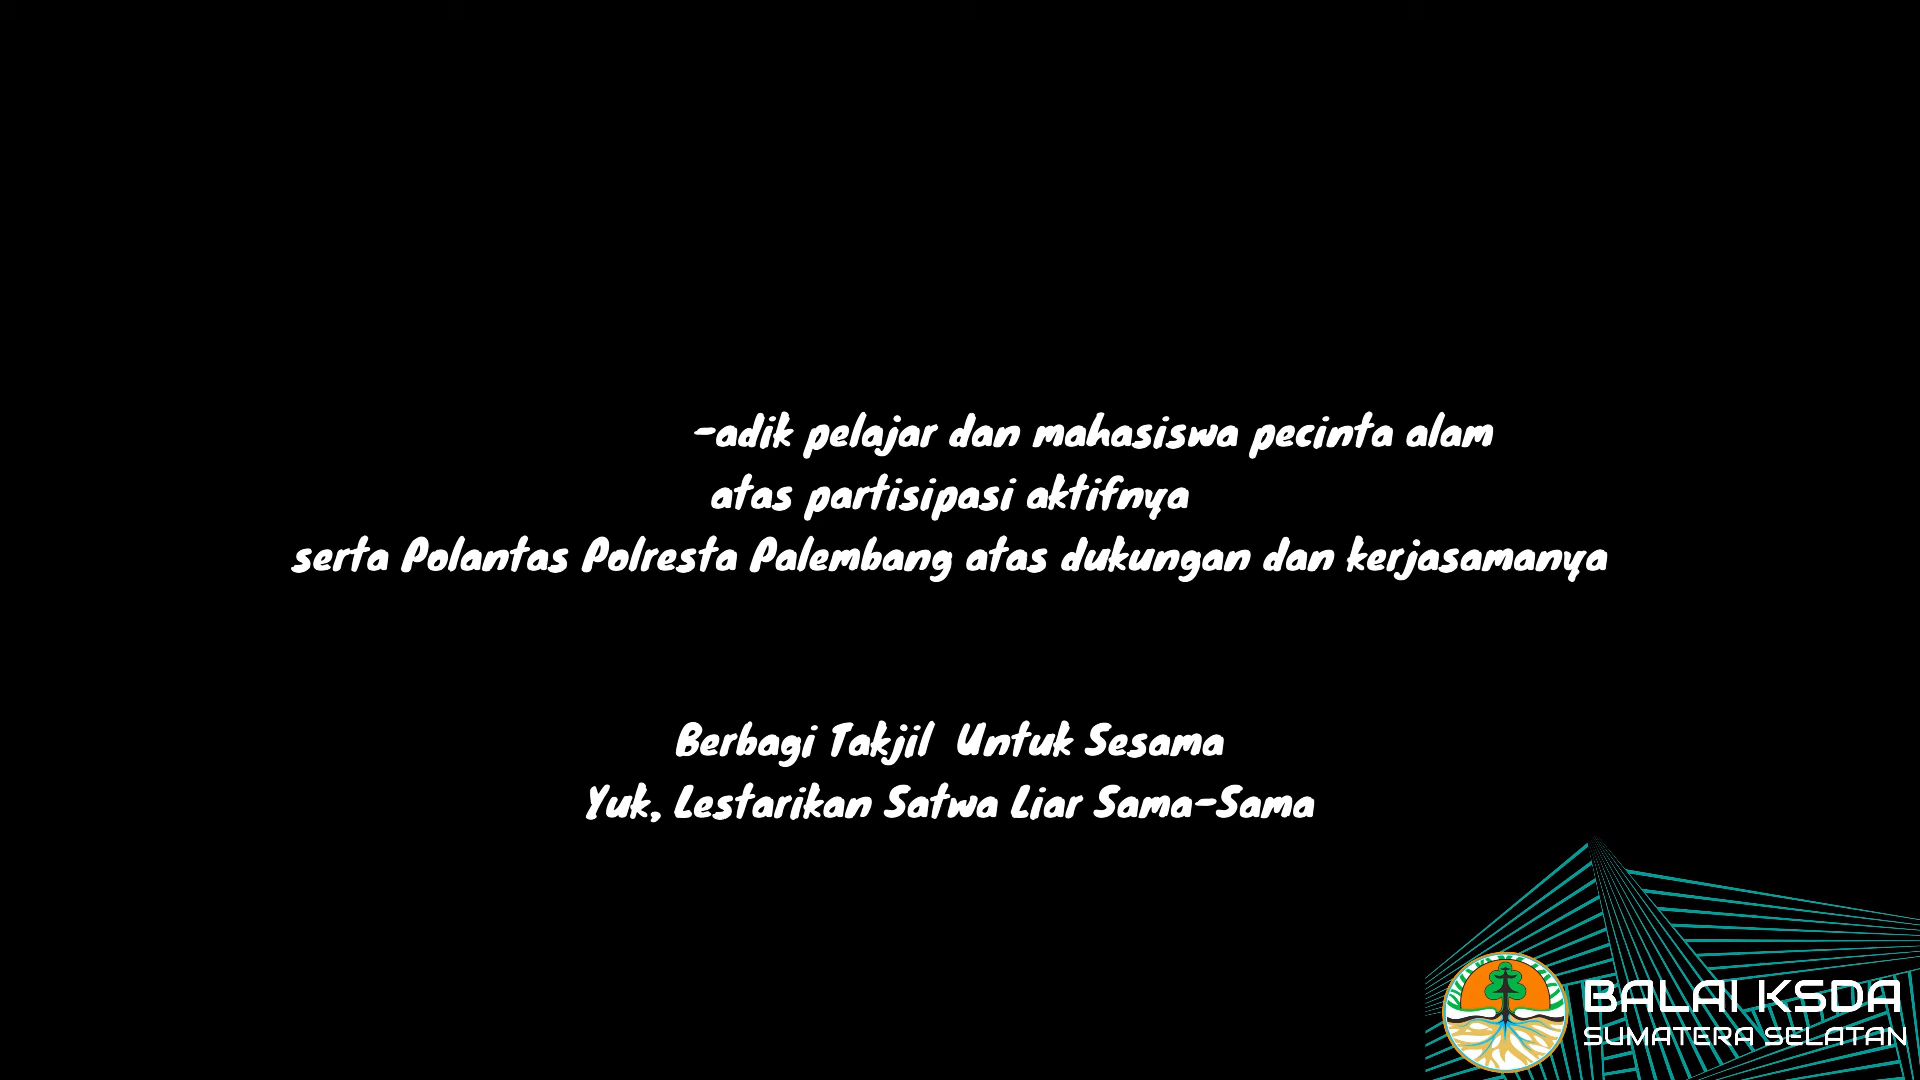 -adik pelajar dan mahasiswa pecinta alam
atas partisipasi aktifnya
serta Polantas Polresta Palembang atas dukungan dan kerjasamanya
Berbagi Takjil Untuk Sesama
Yuk, Lestarikan Satwa Liar Sama-Sama
BALAI KSDA
SUMATERA SELATAN